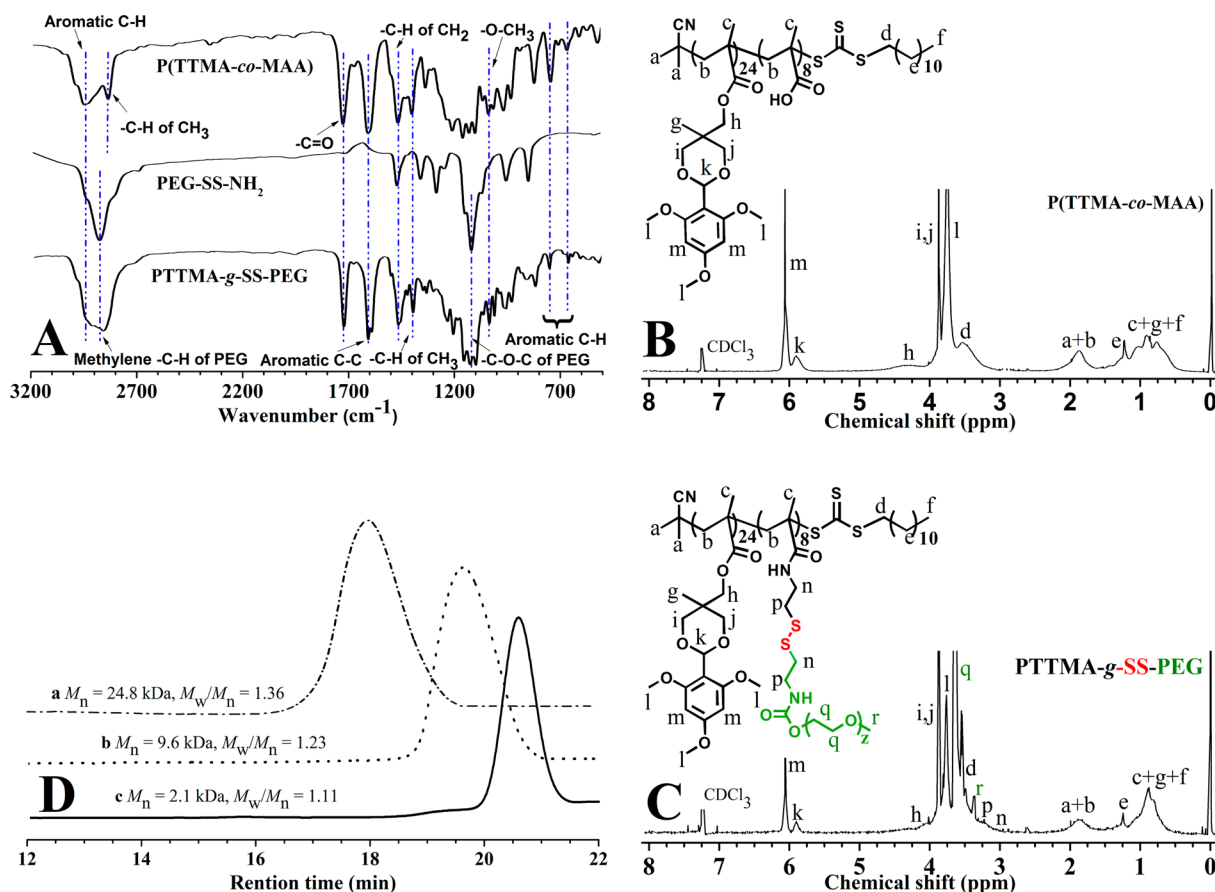 Aromatic C-H
-C-H of CH2
-O-CH3
P(TTMA-co-MAA)
-C-H of CH3
-C=O
PEG-SS-NH2
PTTMA-g-SS-PEG
A
Aromatic C-H
Methylene -C-H of PEG
Aromatic C-C
-C-H of CH3
-C-O-C of PEG
3200 2700 2200 1700 1200 700
Wavenumber (cm-1)
CN
c
c
S
d
f
a
a
b
24
b
8
S
S
e
10
O
O
O
HO
g
h
i
j
k
O
O
O
O
l
m
m
l
O
l
P(TTMA-co-MAA)
i,j
l
m
B
CDCl3
k
h
d
a+b
e
c+g+f
8 7 6 5 4 3 2 1 0
Chemical shift (ppm)
a Mn = 24.8 kDa, Mw/Mn = 1.36
b Mn = 9.6 kDa, Mw/Mn = 1.23
D
c Mn = 2.1 kDa, Mw/Mn = 1.11
12 14 16 18 20 22
Rention time (min)
CN
c
c
S
d
f
a
a
b
24
b
8
S
S
e
10
O
O
O
HN
n
g
h
p
i
j
S
S
k
O
O
n
O
O
p
l
m
m
l
NH
O
O
q
q
O
r
z
O
l
PTTMA-g-SS-PEG
i,j
l
q
m
C
CDCl3
k
h
d
r
p
n
a+b
e
c+g+f
8 7 6 5 4 3 2 1 0
Chemical shift (ppm)